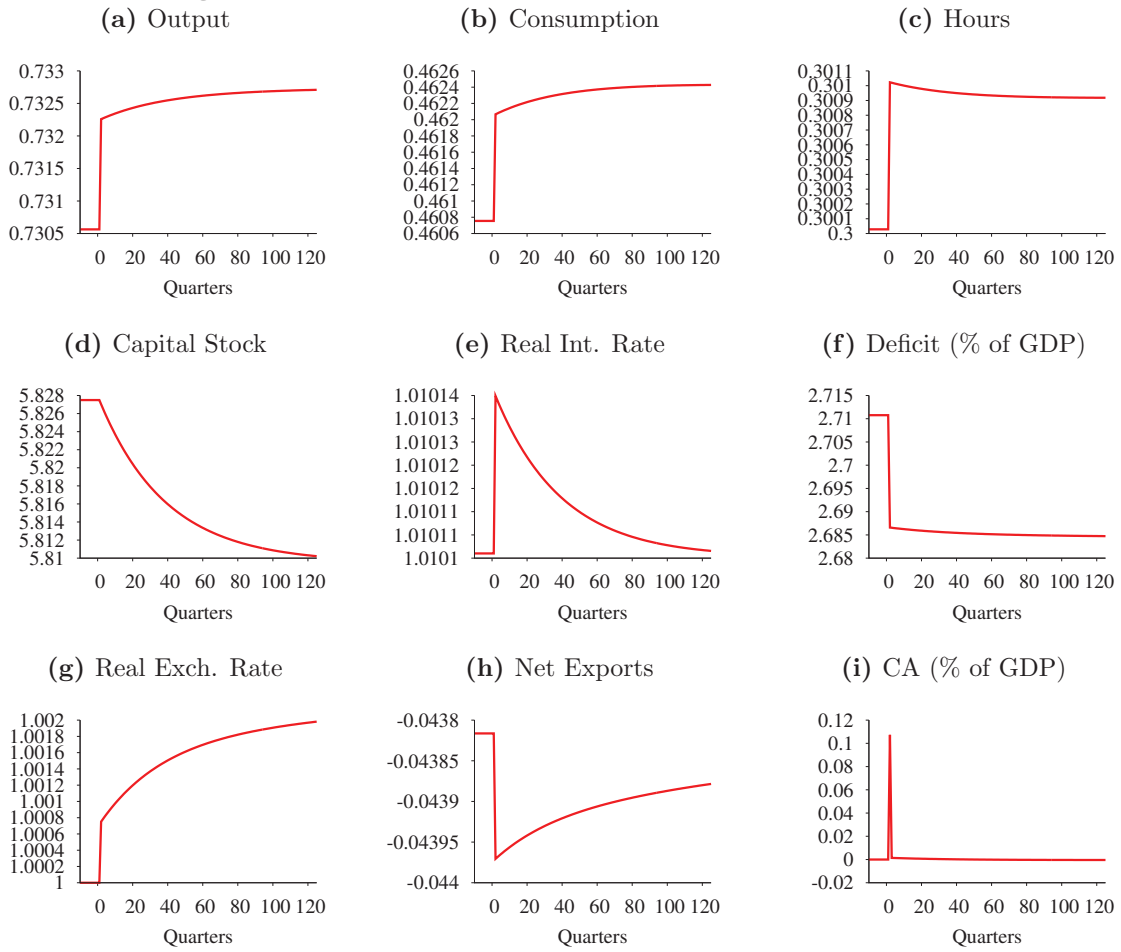 (a) Output
0.733
0.7325
0.732
0.7315
0.731
0.7305
0 20 40 60 80 100 120
Quarters
(b) Consumption
0.4626
0.4624
0.4622
0.462
0.4618
0.4616
0.4614
0.4612
0.461
0.4608
0.4606
0 20 40 60 80 100 120
Quarters
(c) Hours
0.3011
0.301
0.3009
0.3008
0.3007
0.3006
0.3005
0.3004
0.3003
0.3002
0.3001
0.3
0 20 40 60 80 100 120
Quarters
(d) Capital Stock
5.828
5.826
5.824
5.822
5.82
5.818
5.816
5.814
5.812
5.81
0 20 40 60 80 100 120
Quarters
(e) Real Int. Rate
1.01014
1.01013
1.01013
1.01012
1.01012
1.01011
1.01011
1.0101
0 20 40 60 80 100 120
Quarters
(f) Deficit (% of GDP)
2.715
2.71
2.705
2.7
2.695
2.69
2.685
2.68
0 20 40 60 80 100 120
Quarters
(g) Real Exch. Rate
1.002
1.0018
1.0016
1.0014
1.0012
1.001
1.0008
1.0006
1.0004
1.0002
1
0 20 40 60 80 100 120
Quarters
(h) Net Exports
-0.0438
-0.04385
-0.0439
-0.04395
-0.044
0 20 40 60 80 100 120
Quarters
(i) CA (% of GDP)
0.12
0.1
0.08
0.06
0.04
0.02
0
-0.02
0 20 40 60 80 100 120
Quarters